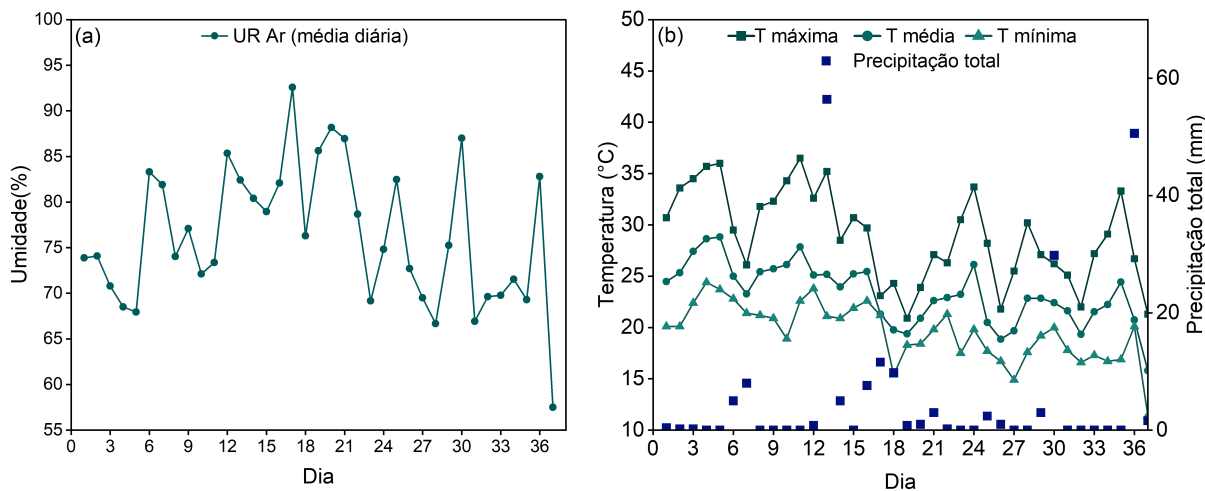 (a)
UR Ar (média diária)
100
95
90
85
80
75
70
65
60
55
Umidade(%)
0 3 6 9 12 15 18 21 24 27 30 33 36
Dia
(b)
T máxima T média T mínima
Precipitação total
50
45
40
35
30
25
20
15
10
Temperatura (°C)
60
40
20
0
Precipitação total (mm)
0 3 6 9 12 15 18 21 24 27 30 33 36
Dia